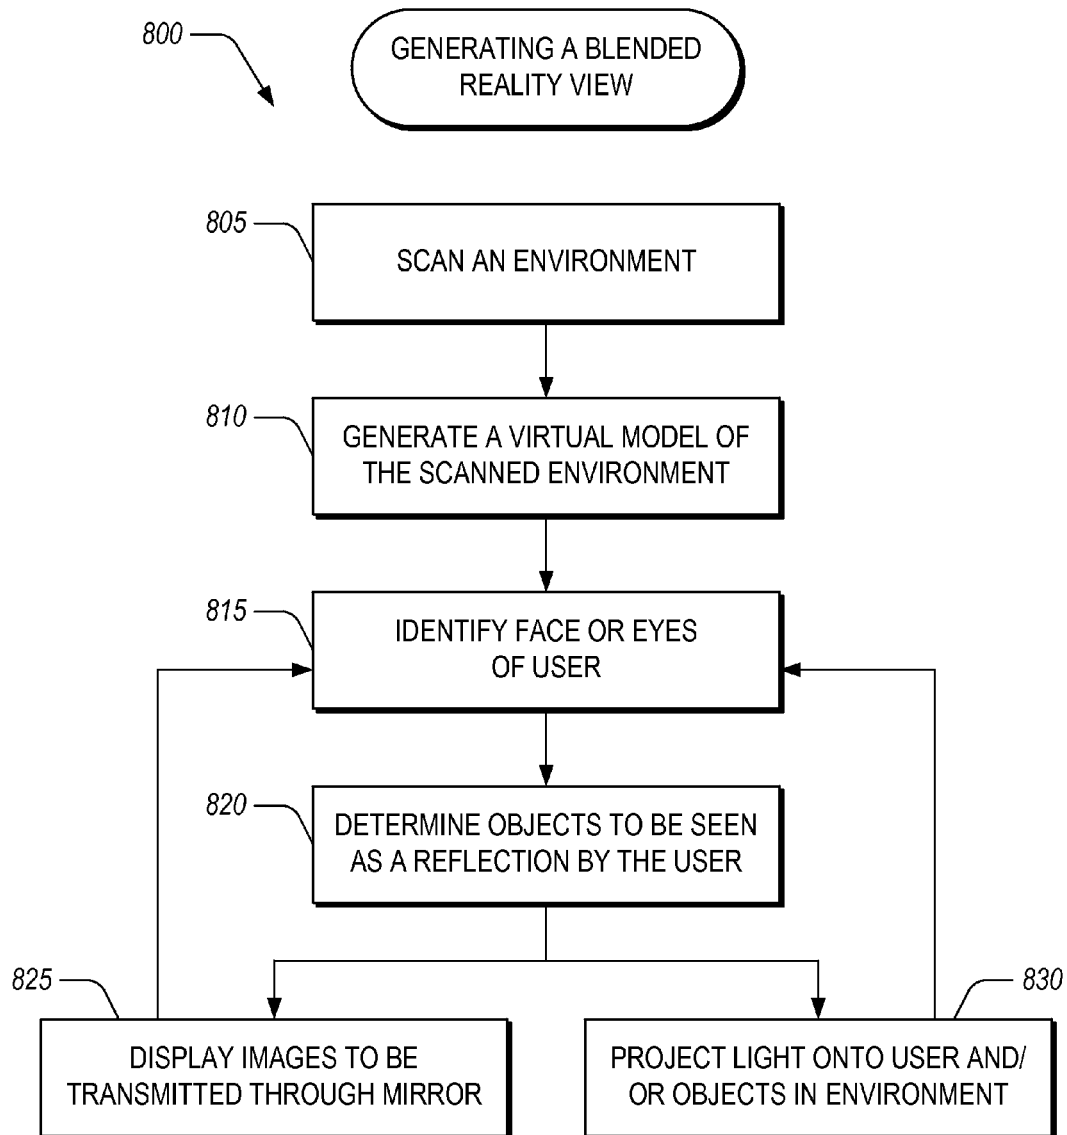 800
GENERATING A BLENDED
REALITY VIEW
805
SCAN AN ENVIRONMENT
810
GENERATE A VIRTUAL MODEL OF
THE SCANNED ENVIRONMENT
815
IDENTIFY FACE OR EYES
OF USER
820
DETERMINE OBJECTS TO BE SEEN
AS A REFLECTION BY THE USER
825
DISPLAY IMAGES TO BE
TRANSMITTED THROUGH MIRROR
830
PROJECT LIGHT ONTO USER AND/
OR OBJECTS IN ENVIRONMENT